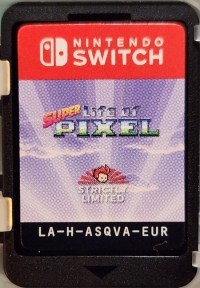 NINTENDO
SWITCH
SUPER Life of
PIXEL
STRICTLY
LIMITED
LA-H-ASQVA-EUR